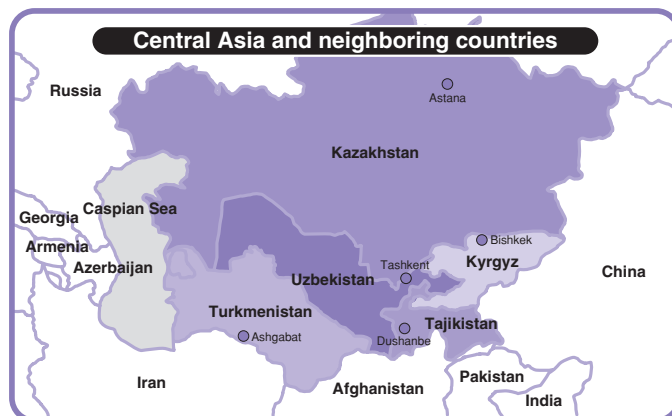 Central Asia and neighboring countries
Russia
Astana
Kazakhstan
Caspian Sea
Georgia
Armenia
Azerbaijan
Bishkek
Kyrgyz
Tashkent
Uzbekistan
China
Turkmenistan
Tajikistan
Ashgabat
Dushanbe
Iran
Afghanistan
Pakistan
India